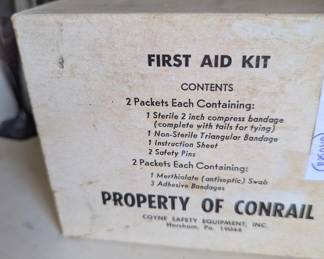 FIRST AID KIT
CONTENTS
2 Packets Each Containing:
1 Sterile 2 inch compress bandage
(complete with tails for tying)
1 Non-Sterile Triangular Bandage
1 Instruction Sheet
2 Safety Pins
2 Packets Each Containing:
1 Merthiolate (antiseptic) Swab
3 Adhesive Bandages
PROPERTY OF CONRAIL
COYNE SAFETY EQUIPMENT, INC.
Horsham, Pa. 19044